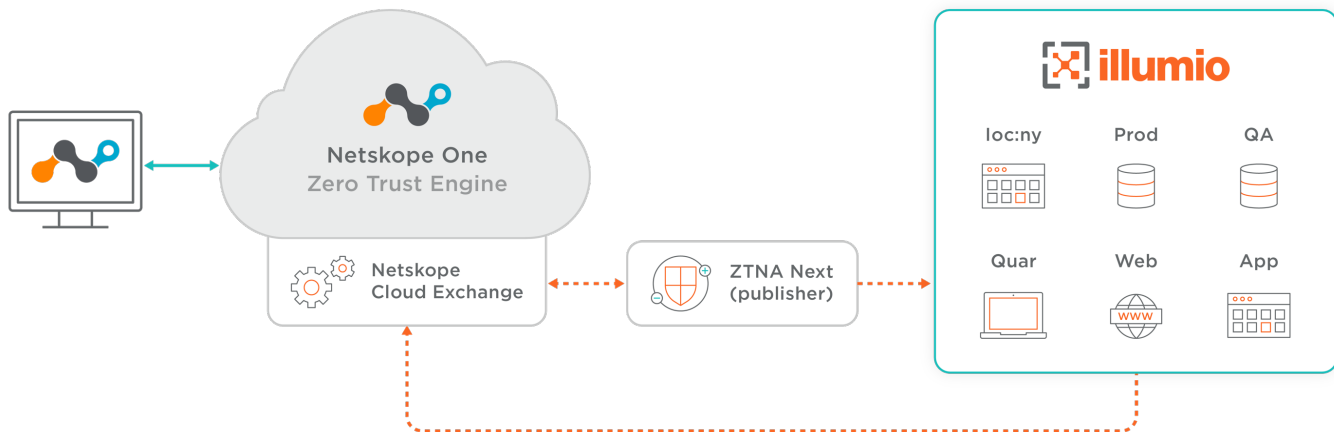 Netskope One
Zero Trust Engine
Netskope
Cloud Exchange
ZTNA Next
(publisher)
illumio
loc:ny
Prod
QA
Quar
Web
App
WWW